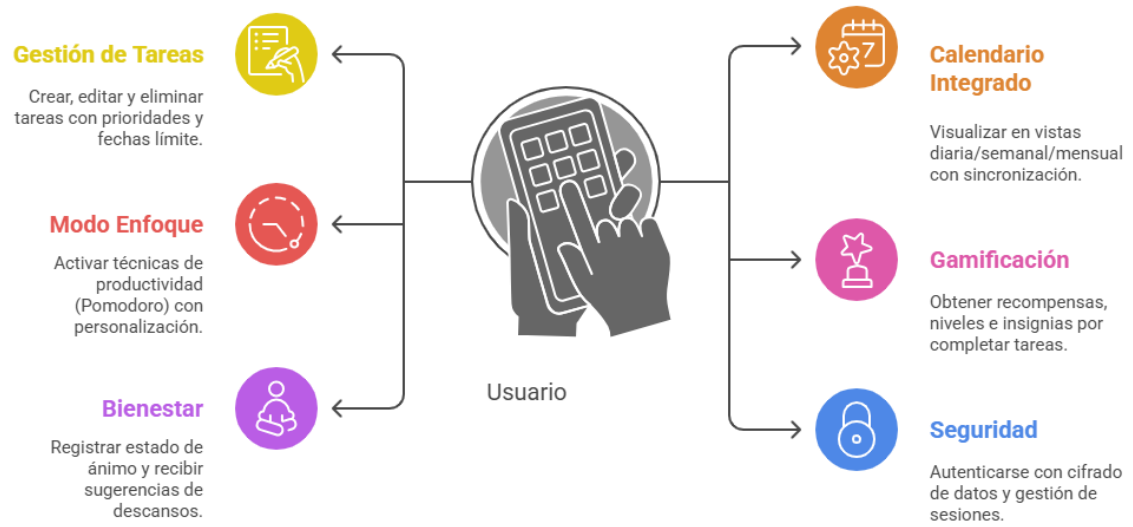 Gestión de Tareas
Crear, editar y eliminar
tareas con prioridades y
fechas límite.
Modo Enfoque
Activar técnicas de
productividad
(Pomodoro) con
personalización.
Bienestar
Registrar estado de
ánimo y recibir
sugerencias de
descansos.
Usuario
7
Calendario
Integrado
Visualizar en vistas
diaria/semanal/mensual
con sincronización.
Gamificación
Obtener recompensas,
niveles e insignias por
completar tareas.
Seguridad
Autenticarse con cifrado
de datos y gestión de
sesiones.